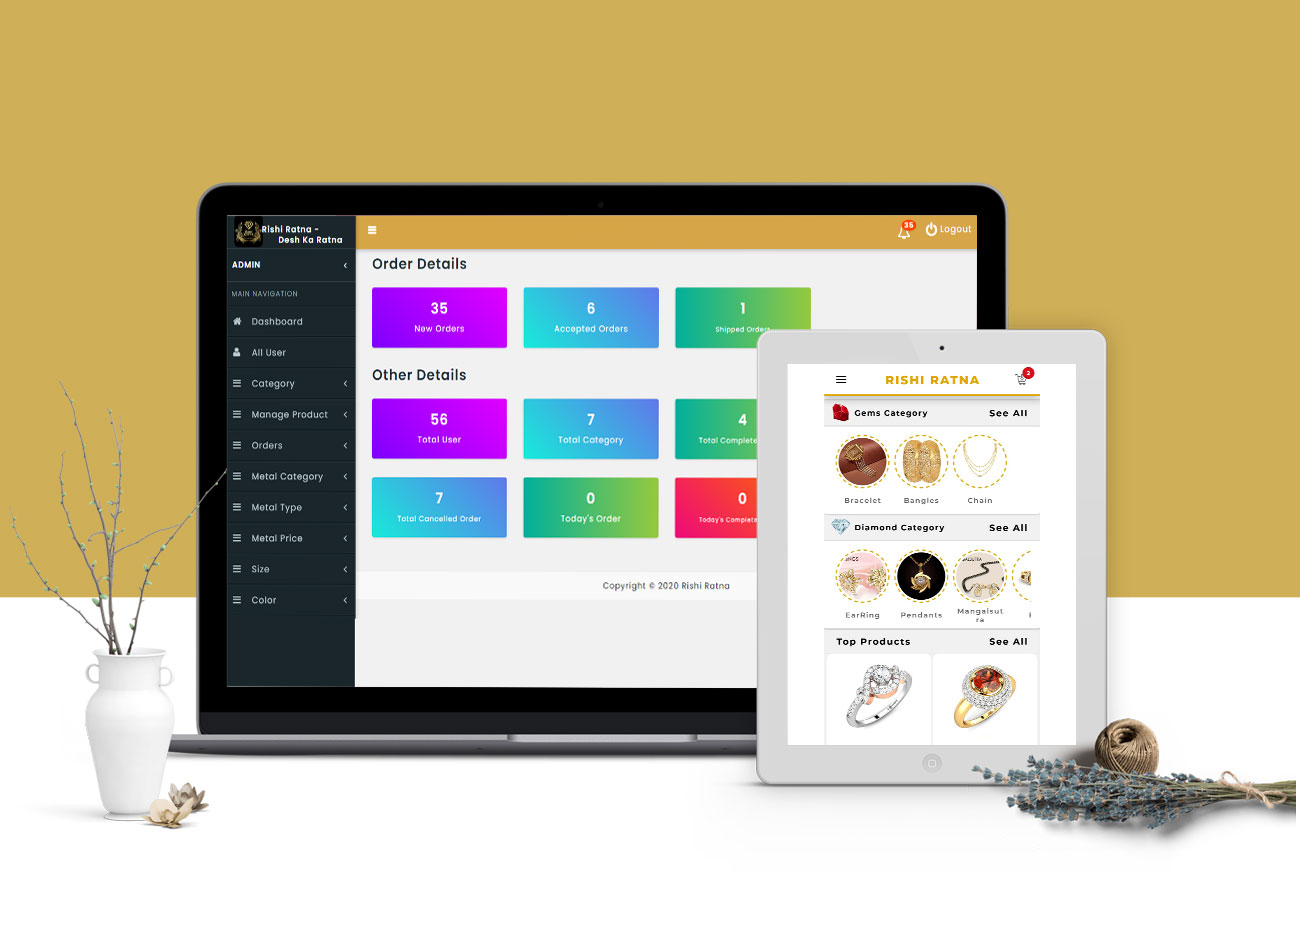 Rishi Ratna -
Desh Ka Ratna
35
Logout
ADMIN
MAIN NAVIGATION
Dashboard
All User
Category
Manage Product
Orders
Metal Category
Metal Type
Metal Price
Size
Color
Order Details
35
New Orders
6
Accepted Orders
1
Shipped Orders
Other Details
56
Total User
7
Total Category
4
Total Complete
7
Total Cancelled Order
0
Today's Order
0
Today's Complete
Copyright © 2020 Rishi Ratna
RISHI RATNA
2
Gems Category See All
Bracelet Bangles Chain
Diamond Category See All
EarRing Pendants Mangalsut
ra
Top Products See All